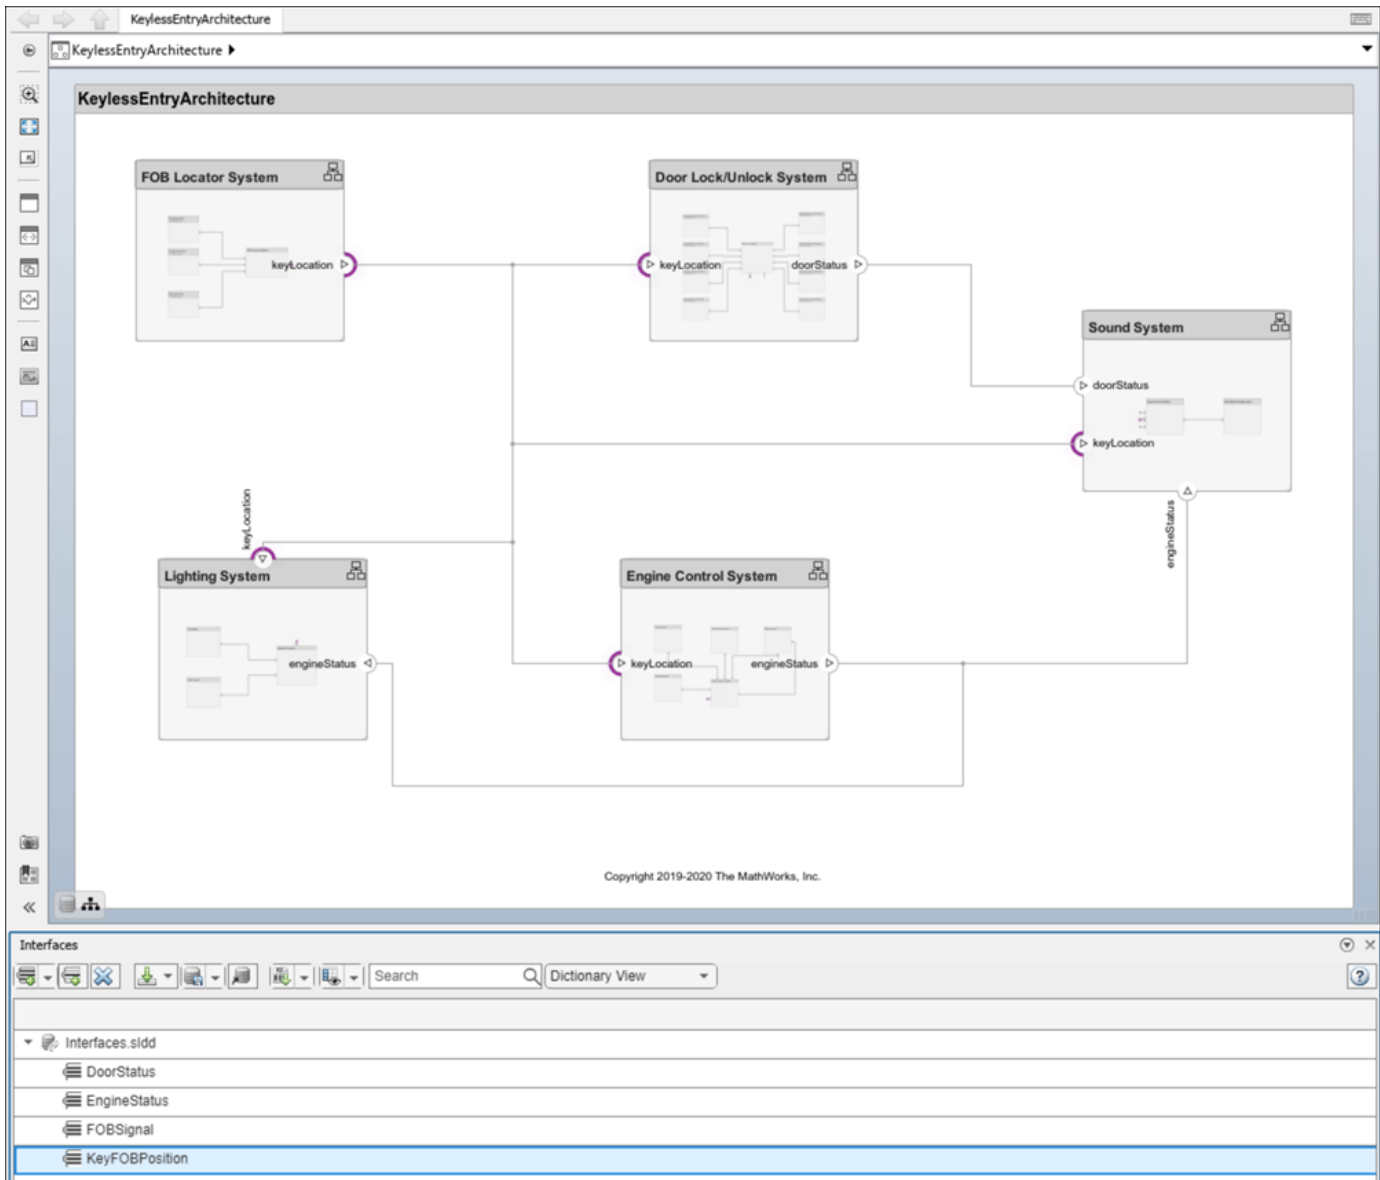 KeylessEntryArchitecture
KeylessEntryArchitecture
KeylessEntryArchitecture
FOB Locator System
keyLocation
Door Lock/Unlock System
keyLocation
doorStatus
Sound System
doorStatus
keyLocation
engineStatus
keyLocation
Lighting System
engineStatus
Engine Control System
keyLocation
engineStatus
Copyright 2019-2020 The MathWorks, Inc.
Interfaces
Search
Dictionary View
Interfaces.sldd
DoorStatus
EngineStatus
FOBSignal
KeyFOBPosition